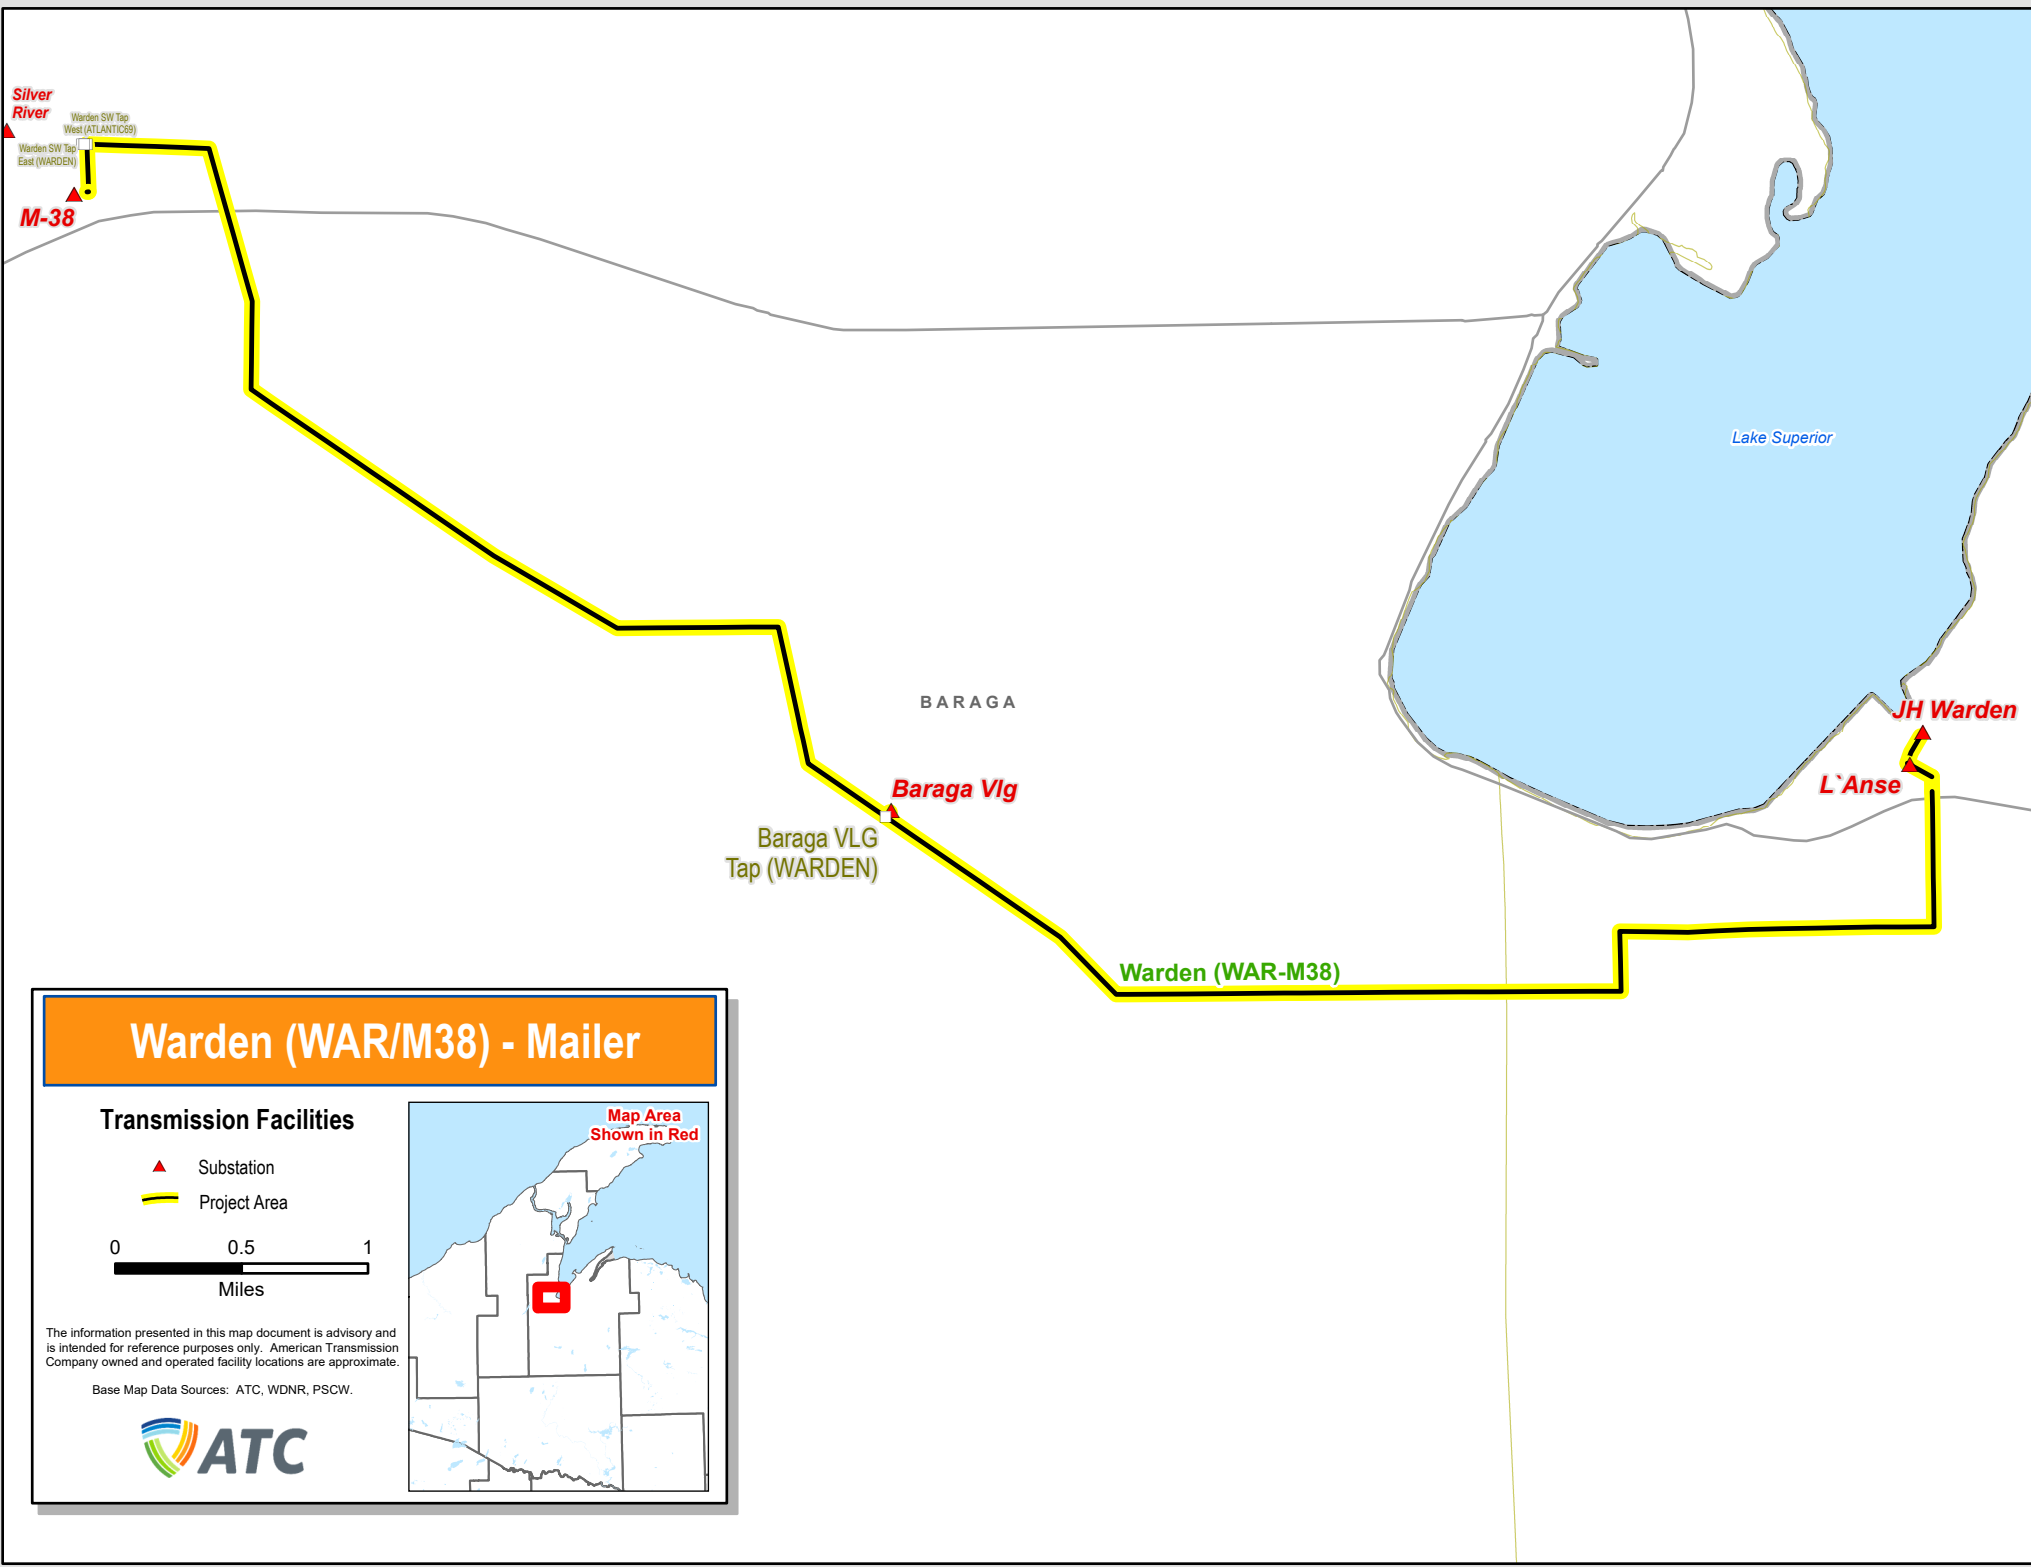 Silver
River
Warden SW Tap
West (ATLANTIC69)
Warden SW Tap
East (WARDEN)
M-38
Lake Superior
BARAGA
JH Warden
L`Anse
Baraga Vlg
Baraga VLG
Tap (WARDEN)
Warden (WAR-M38)
Warden (WAR/M38) - Mailer
Transmission Facilities
Substation
Project Area
0 0.5 1
Miles
The information presented in this map document is advisory and
is intended for reference purposes only. American Transmission
Company owned and operated facility locations are approximate.
Base Map Data Sources: ATC, WDNR, PSCW.
ATC
Map Area
Shown in Red